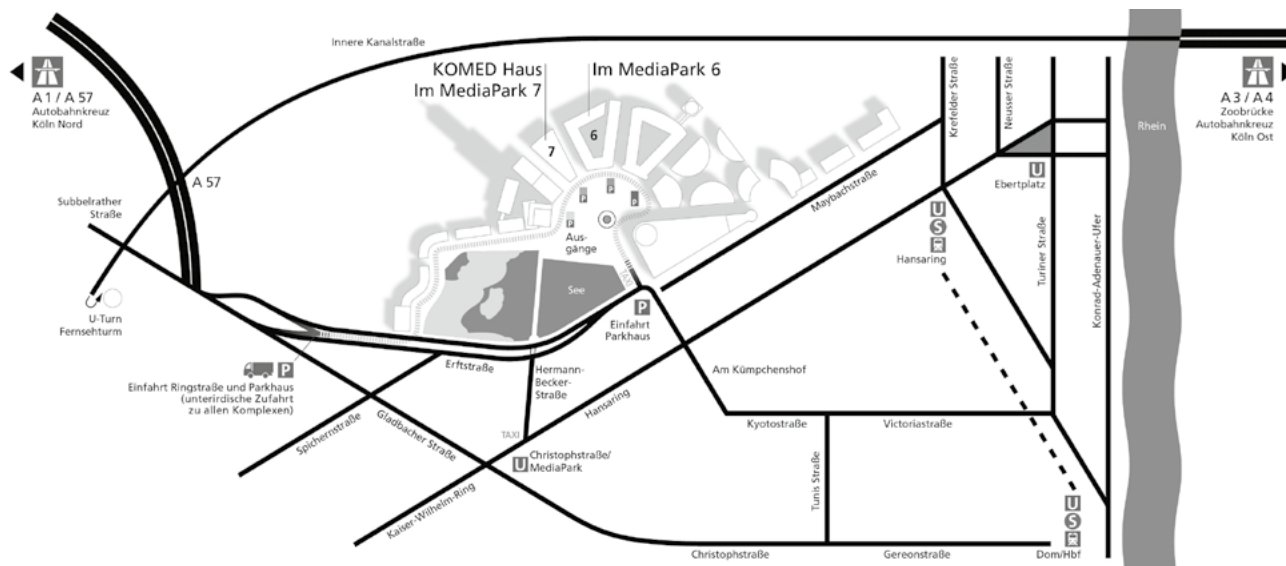 Innere Kanalstraße
A 1 / A 57
Autobahnkreuz
Köln Nord
KOMED Haus
Im MediaPark 7
Im MediaPark 6
6
7
Krefelder Straße
Neusser Straße
Rhein
A 3 / A 4
Zoobrücke
Autobahnkreuz
Köln Ost
A 57
Subbelrather
Straße
P
P
P
P
Aus-
gänge
Maybachstraße
U
Ebertplatz
U
S
Hansaring
Turiner Straße
Konrad-Adenauer-Ufer
TAXI
See
U-Turn
Fernsehturm
P
Einfahrt
Parkhaus
P
Einfahrt Ringstraße und Parkhaus
(unterirdische Zufahrt
zu allen Komplexen)
Erftstraße
Hermann-
Becker-
Straße
Hansaring
Am Kümpchenshof
Spichernstraße
Gladbacher Straße
TAXI
Kyotostraße
Victoriastraße
U
Christophstraße/
MediaPark
Kaiser-Wilhelm-Ring
Tunis Straße
U
S
Christophstraße
Gereonstraße
Dom/Hbf